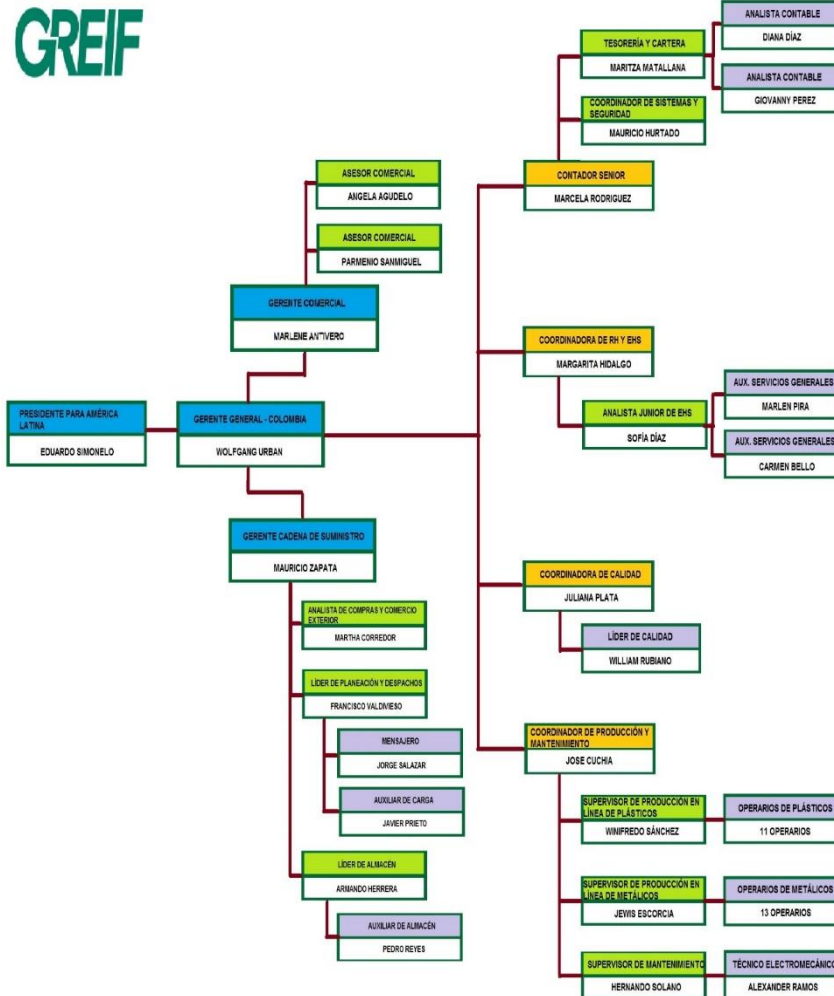 GREIF
ANALISTA CONTABLE
DIANA DÍAZ
TESORERÍA Y CARTERA
MARITZA MATALLANA
ANALISTA CONTABLE
GIOVANNY PEREZ
COORDINADOR DE SISTEMAS Y
SEGURIDAD
MAURICIO HURTADO
CONTADOR SENIOR
MARCELA RODRIGUEZ
ASESOR COMERCIAL
ANGELA AGUDELO
ASESOR COMERCIAL
PARMENIO SANMIGUEL
GERENTE COMERCIAL
MARLENE ANTIVERO
COORDINADORA DE RH Y EHS
MARGARITA HIDALGO
AUX. SERVICIOS GENERALES
MARLEN PIRA
ANALISTA JUNIOR DE EHS
SOFÍA DÍAZ
AUX. SERVICIOS GENERALES
CARMEN BELLO
PRESIDENTE PARA AMÉRICA
LATINA
EDUARDO SIMONELO
GERENTE GENERAL - COLOMBIA
WOLFGANG URBAN
GERENTE CADENA DE SUMINISTRO
MAURICIO ZAPATA
ANALISTA DE COMPRAS Y COMERCIO
EXTERIOR
MARTHA CORREDOR
LÍDER DE PLANEACIÓN Y DESPACHOS
FRANCISCO VALDIVIESO
MENSAJERO
JORGE SALAZAR
AUXILIAR DE CARGA
JAVIER PRIETO
LÍDER DE ALMACÉN
ARMANDO HERRERA
AUXILIAR DE ALMACÉN
PEDRO REYES
COORDINADORA DE CALIDAD
JULIANA PLATA
LÍDER DE CALIDAD
WILLIAM RUBIANO
COORDINADOR DE PRODUCCIÓN Y
MANTENIMIENTO
JOSE CUCHIA
SUPERVISOR DE PRODUCCIÓN EN
LÍNEA DE PLÁSTICOS
WINIFREDO SÁNCHEZ
OPERARIOS DE PLÁSTICOS
11 OPERARIOS
SUPERVISOR DE PRODUCCIÓN EN
LÍNEA DE METÁLICOS
JEWIS ESCORCIA
OPERARIOS DE METÁLICOS
13 OPERARIOS
SUPERVISOR DE MANTENIMIENTO
HERNANDO SOLANO
TÉCNICO ELECTROMECÁNICO
ALEXANDER RAMOS